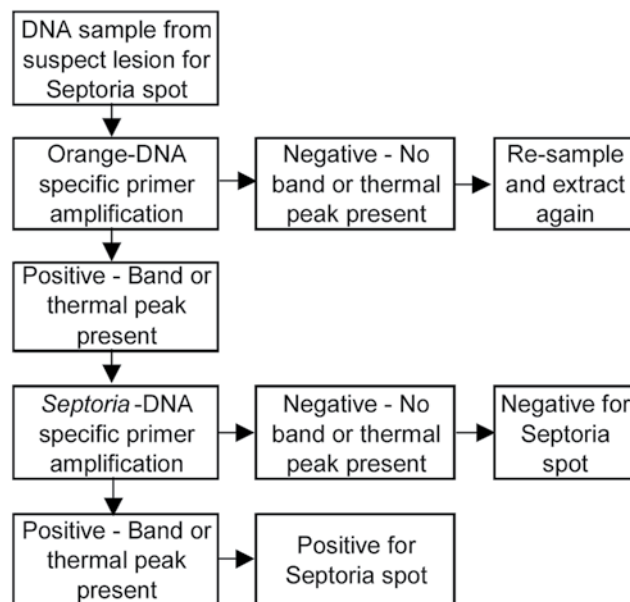 DNA sample from
suspect lesion for
Septoria spot
Orange-DNA
specific primer
amplification
Negative - No
band or thermal
peak present
Re-sample
and extract
again
Positive - Band or
thermal peak
present
Septoria-DNA
specific primer
amplification
Negative - No
band or thermal
peak present
Negative for
Septoria
spot
Positive - Band or
thermal peak
present
Positive for
Septoria spot